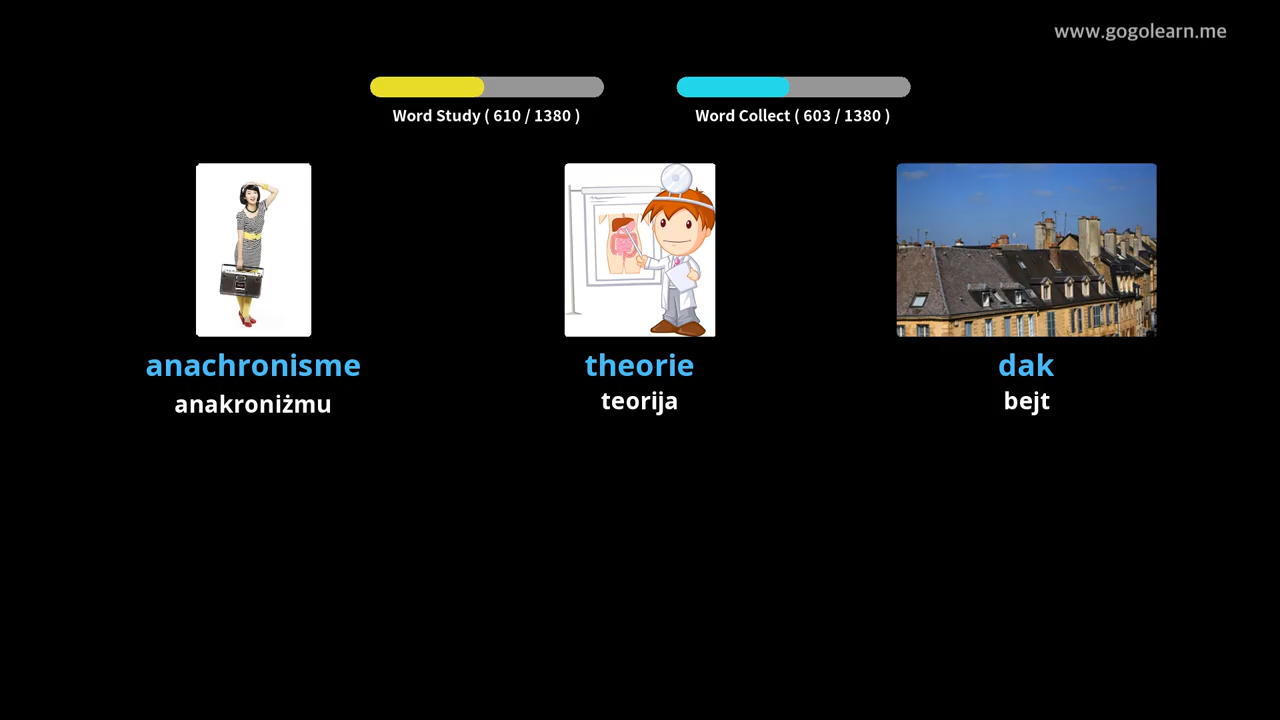 www.gogolearn.me
Word Study ( 610 / 1380 )
Word Collect ( 603 / 1380 )
anachronisme
anakroniżmu
theorie
teorija
dak
bejt